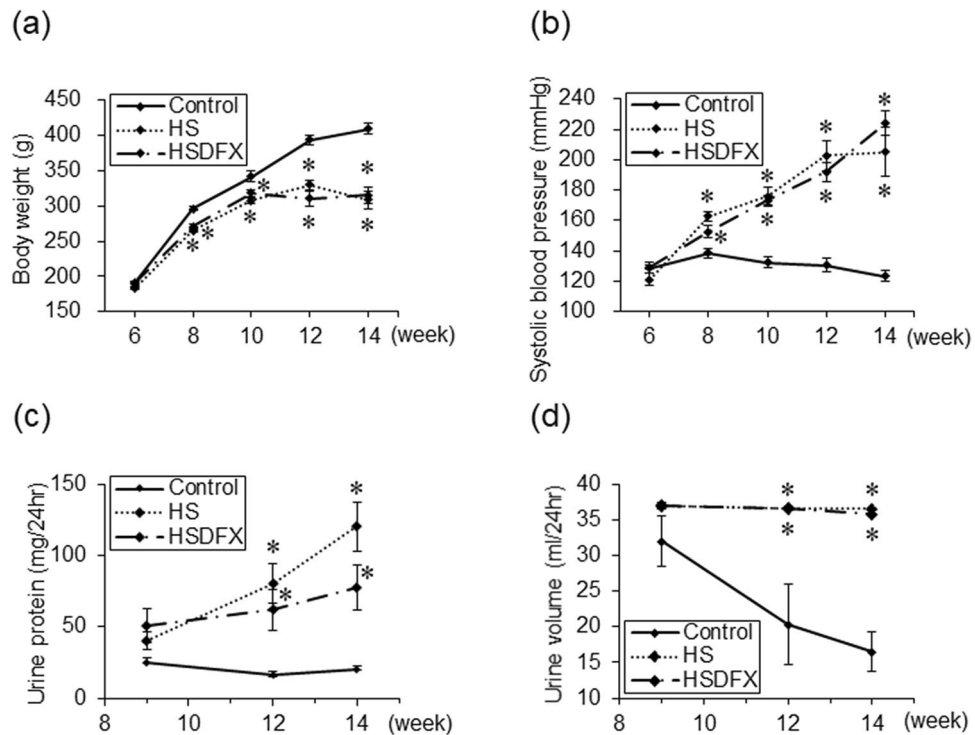 (a)
Body weight (g)
450
400
350
300
250
200
150
Control
HS
HSDFX
*
*
*
*
*
*
*
*
6 8 10 12 14 (week)
(b)
Systolic blood pressure (mmHg)
240
220
200
180
160
140
120
100
Control
HS
HSDFX
*
*
*
*
*
*
*
*
6 8 10 12 14 (week)
(c)
Urine protein (mg/24hr)
150
100
50
0
Control
HS
HSDFX
*
*
*
*
8 10 12 14 (week)
(d)
Urine volume (ml/24hr)
40
35
30
25
20
15
10
* *
* *
Control
HS
HSDFX
8 10 12 14 (week)